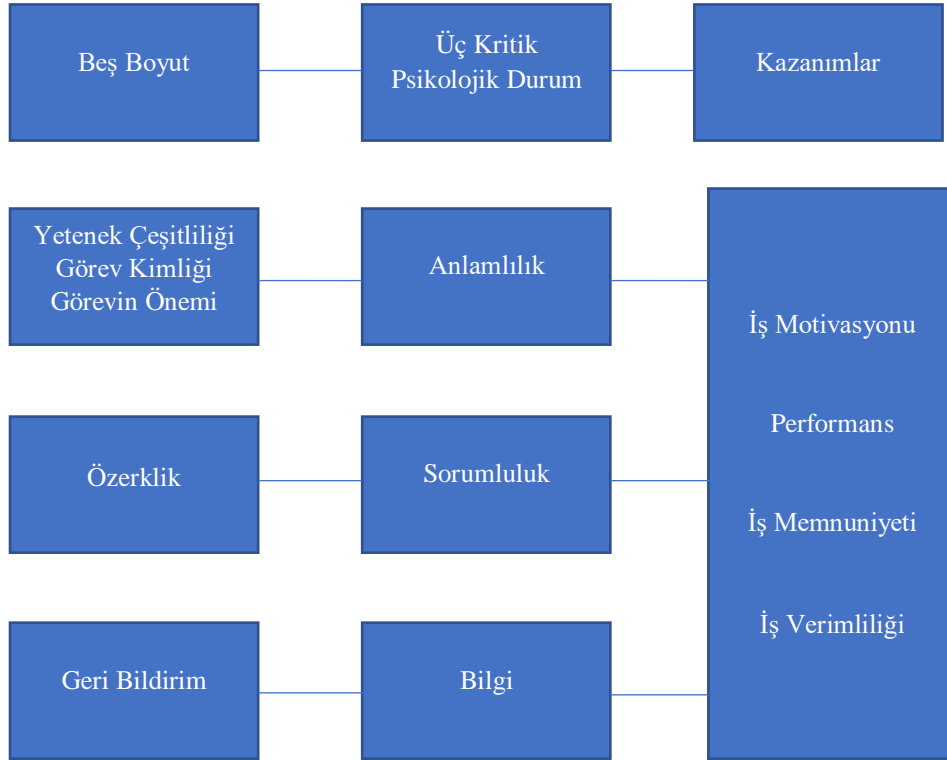 Beş Boyut
Üç Kritik
Psikolojik Durum
Kazanımlar
Yetenek Çeşitliliği
Görev Kimliği
Görevin Önemi
Anlamlılık
İş Motivasyonu
Performans
İş Memnuniyeti
İş Verimliliği
Özerklik
Sorumluluk
Geri Bildirim
Bilgi